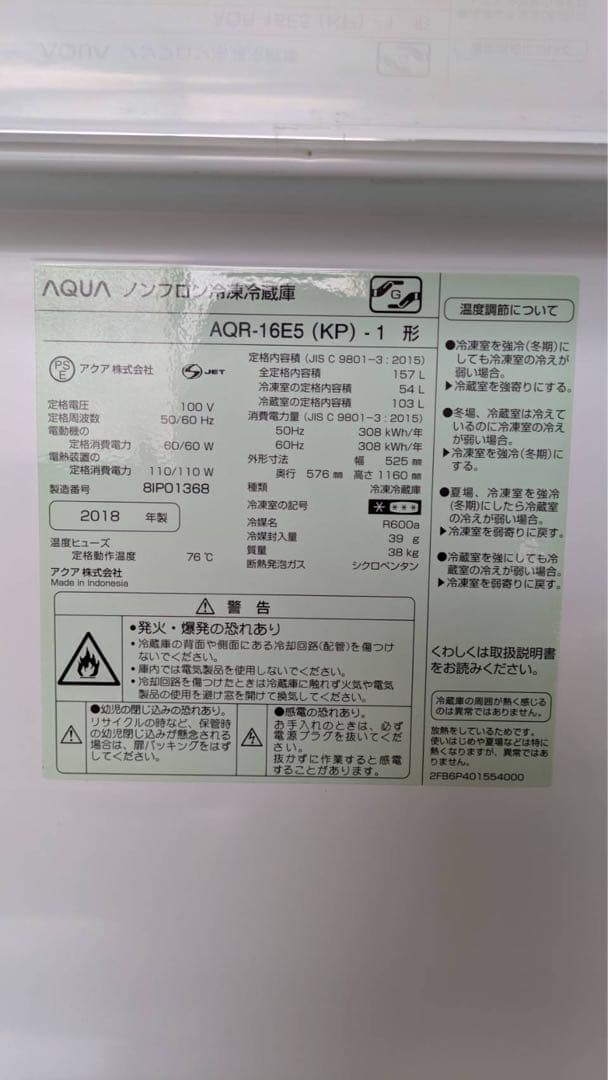 AQUA ノンフロン冷凍冷蔵庫
G
AQR-16E5 (KP) - 1 形
PS
E
アクア 株式会社
S JET
定格電圧 100 V
定格周波数 50/60 Hz
電動機の
定格消費電力 60/60 W
電熱装置の
定格消費電力 110/110 W
製造番号 8IP01368
2018 年製
温度ヒューズ
定格動作温度 76 ℃
アクア 株式会社
Made in Indonesia
定格内容積 (JIS C 9801-3 : 2015)
全定格内容積 157 L
冷凍室の定格内容積 54 L
冷蔵室の定格内容積 103 L
消費電力量 (JIS C 9801-3 : 2015)
50Hz 308 kWh/年
60Hz 308 kWh/年
外形寸法 幅 525 ㎜
奥行 576 ㎜ 高さ 1160 ㎜
種類 冷凍冷蔵庫
冷凍室の記号
冷媒名 R600a
冷媒封入量 39 g
質量 38 kg
断熱発泡ガス シクロペンタン
⚠ 警告
●発火・爆発の恐れあり
・冷蔵庫の背面や側面にある冷却回路(配管)を傷つけ
ないでください。
・庫内では電気製品を使用しないでください。
・冷却回路を傷つけたときは冷蔵庫に触れず火気や電気
製品の使用を避け窓を開けて換気してください。
●幼児の閉じ込みの恐れあり。
リサイクルの時など、保管時
の幼児閉じ込みが懸念される
場合は、扉パッキングをはず
してください。
●感電の恐れあり。
お手入れのときは、必ず
電源プラグを抜いてくだ
さい。
抜かずに作業すると感電
することがあります。
温度調節について
●冷凍室を強冷(冬期)に
しても冷凍室の冷えが
弱い場合。
▶冷蔵室を強寄りにする。
●冬場、冷蔵室は冷えて
いるのに冷凍室の冷え
が弱い場合。
▶冷凍室を強冷(冬期)に
する。
●夏場、冷凍室を強冷
(冬期)にしたら冷蔵室
の冷えが弱い場合。
▶冷凍室を弱寄りに戻す。
●冷蔵室を強にしても冷
蔵室の冷えが弱い場合。
▶冷凍室を弱寄りに戻す。
くわしくは取扱説明書
をお読みください。
冷蔵庫の周囲が熱く感じる
のは異常ではありません。
放熱をしているためです。
使いはじめや夏場などは特に
熱くなりますが、異常ではあ
りません。
2FB6P401554000